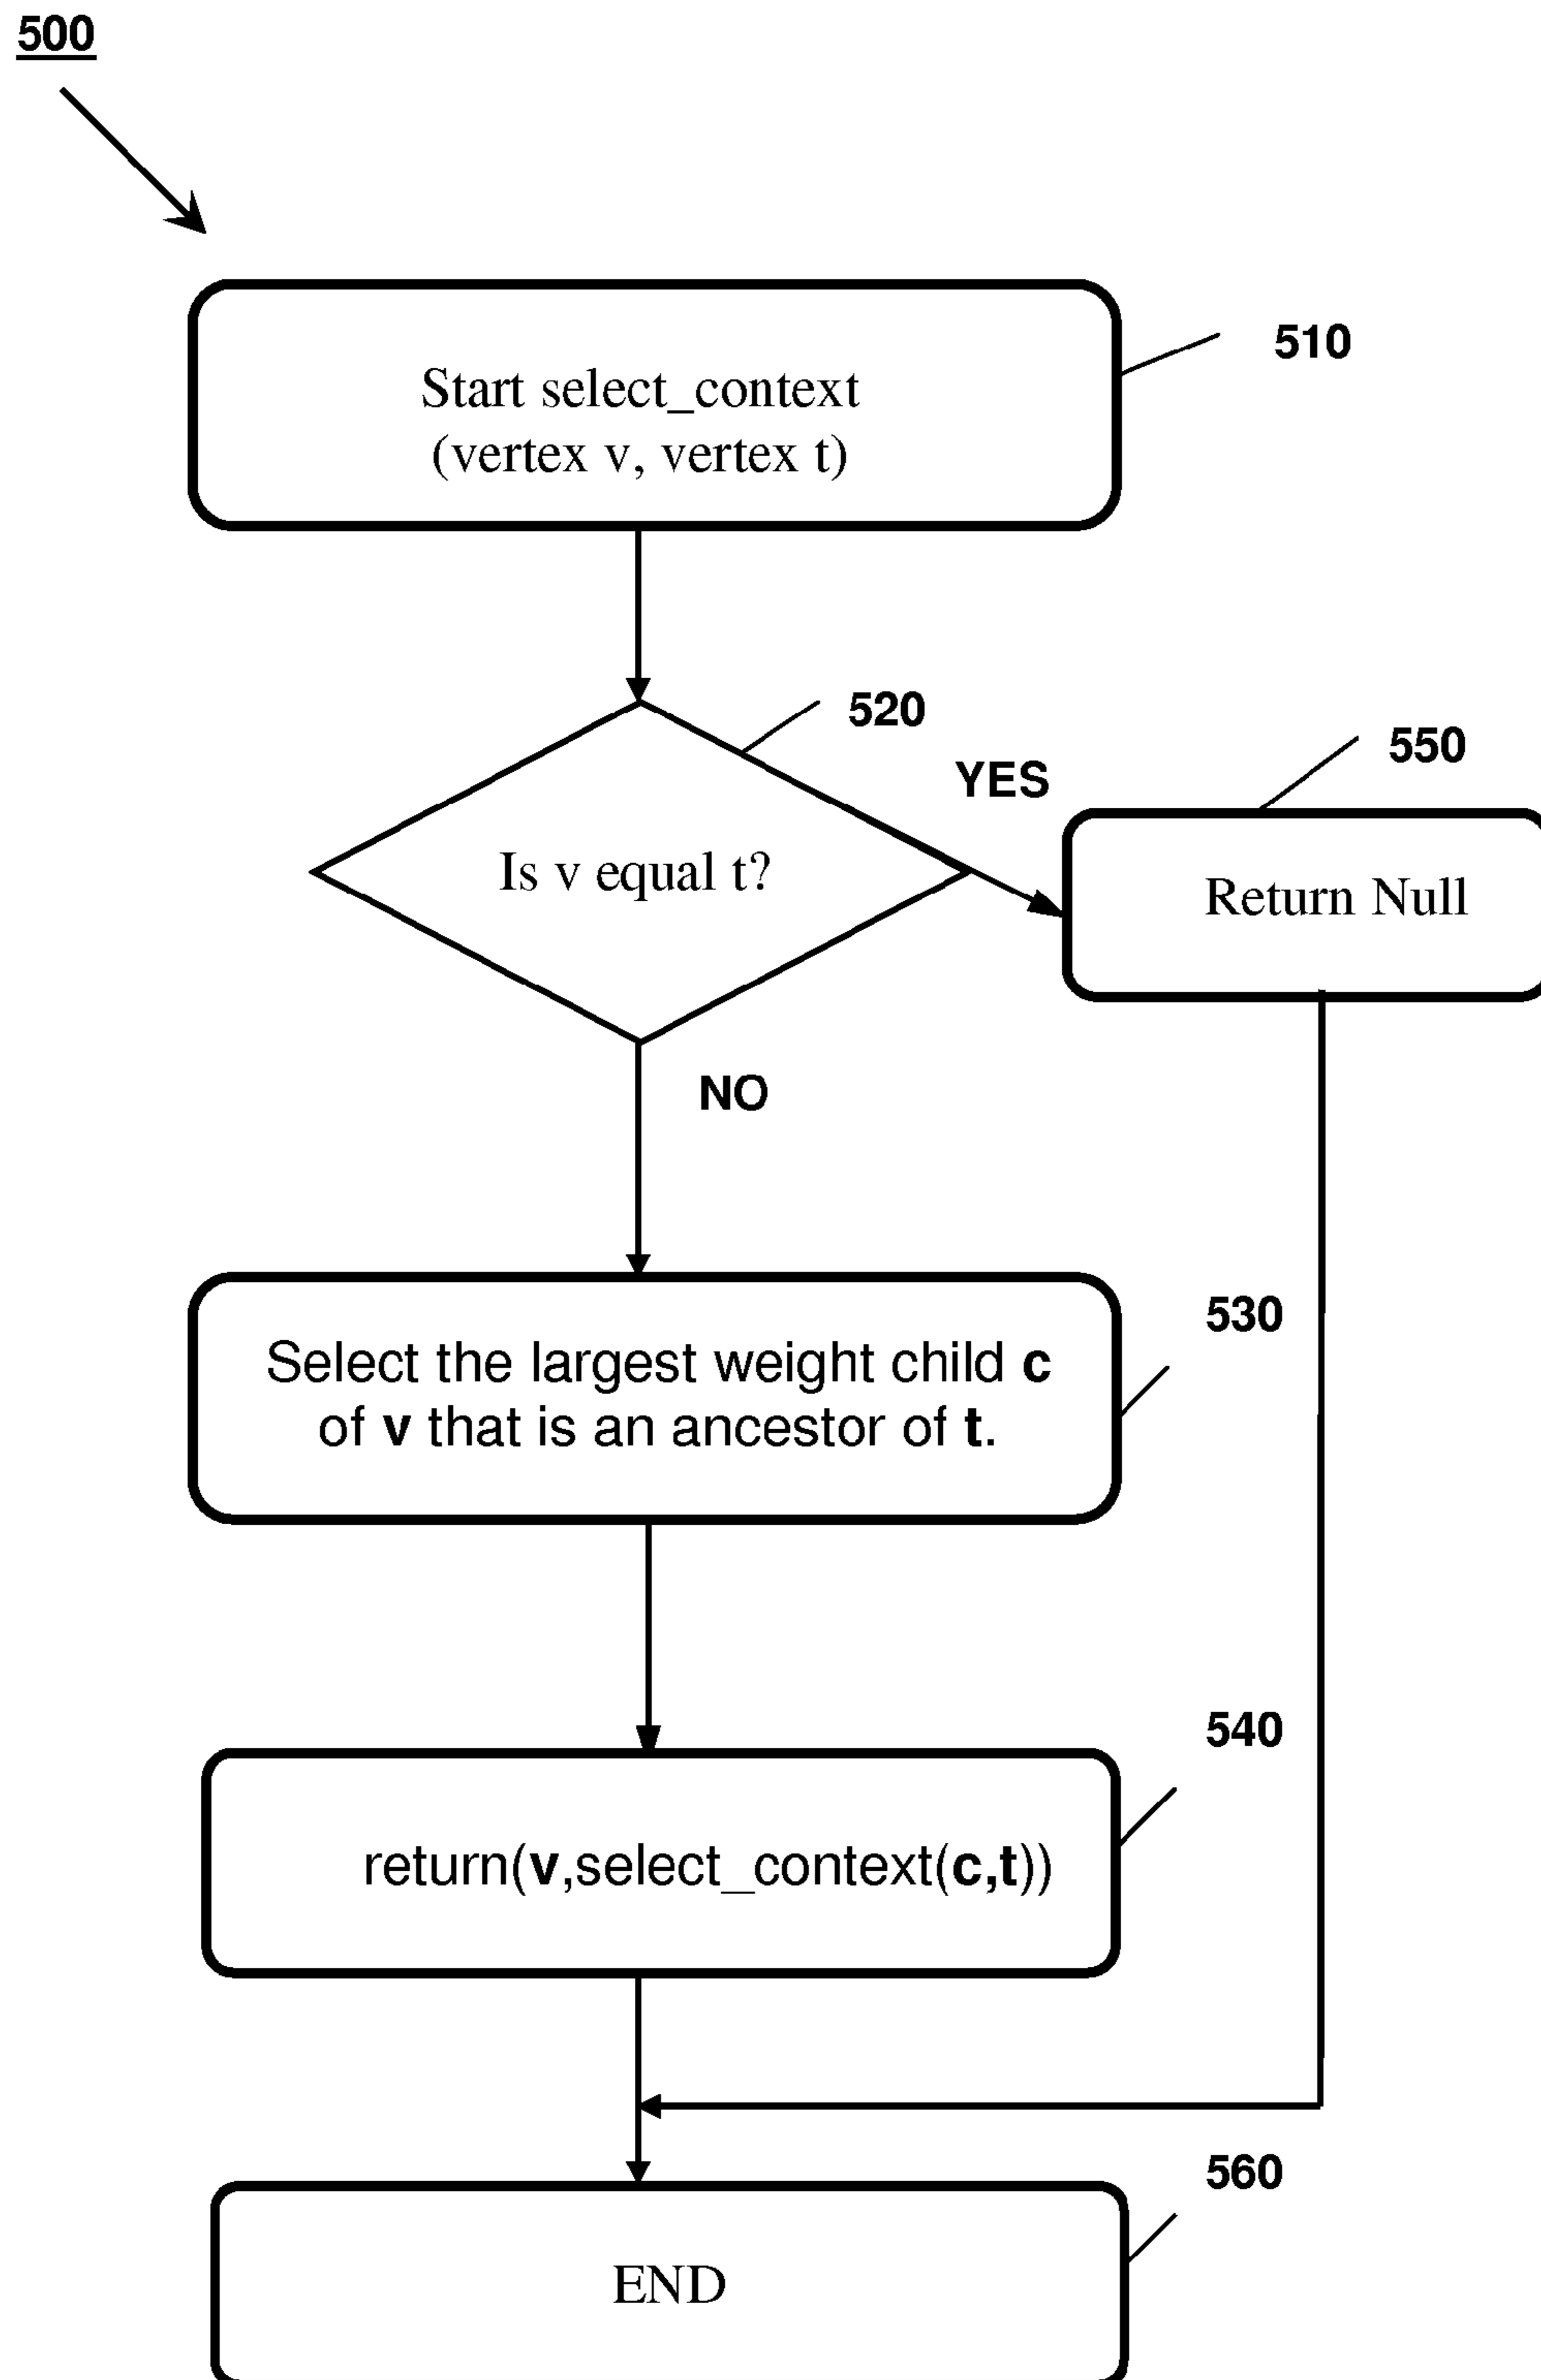 500
510
Start select_context
(vertex v, vertex t)
520
YES
550
Is v equal t?
Return Null
NO
530
Select the largest weight child c
of v that is an ancestor of t.
540
return(v,select_context(c,t))
560
END